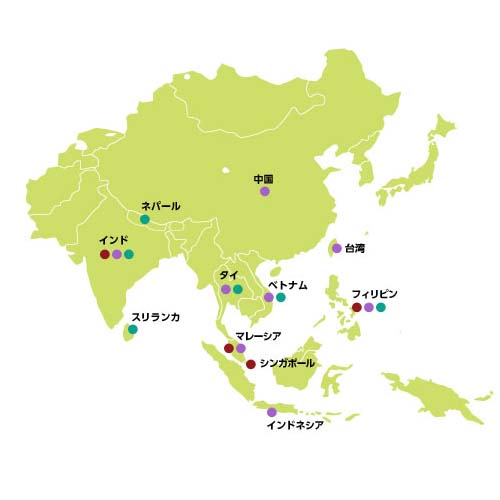 中国
ネパール
インド
台湾
タイ
ベトナム
フィリピン
スリランカ
マレーシア
シンガポール
インドネシア